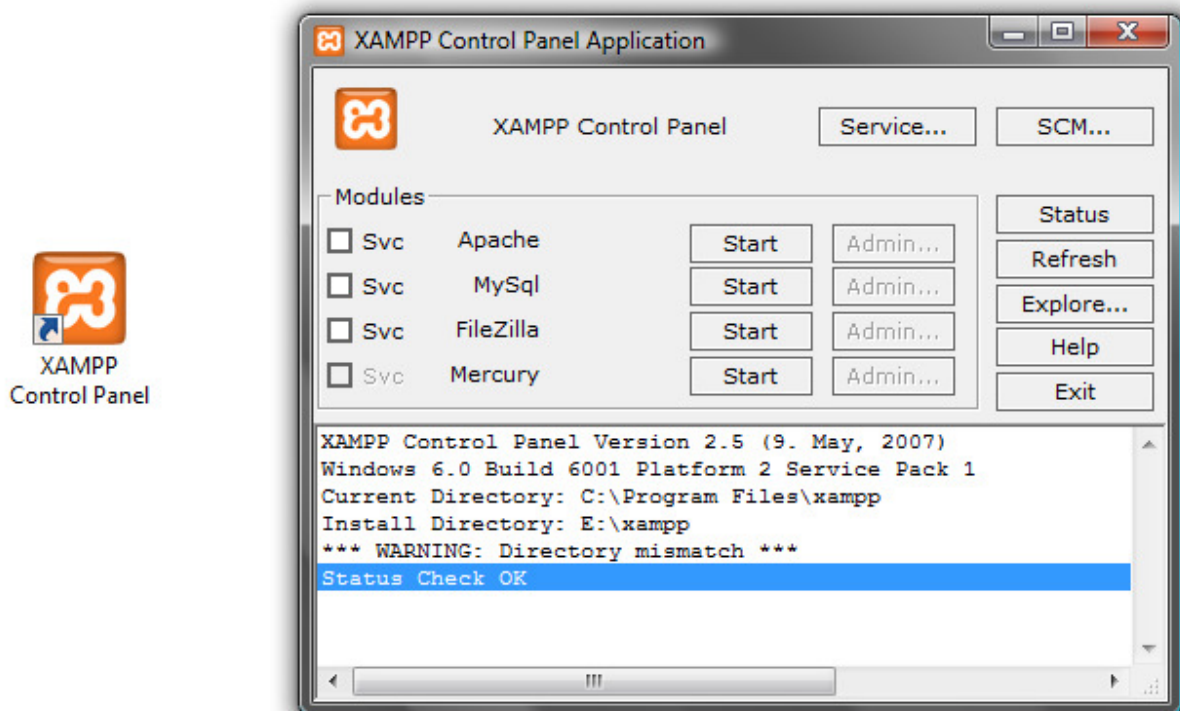 XAMPP Control Panel Application
XAMPP Control Panel
Service...
SCM...
Modules
Svc Apache Start Admin...
Svc MySql Start Admin...
Svc FileZilla Start Admin...
Svc Mercury Start Admin...
Status
Refresh
Explore...
Help
Exit
XAMPP
Control Panel
XAMPP Control Panel Version 2.5 (9. May, 2007)
Windows 6.0 Build 6001 Platform 2 Service Pack 1
Current Directory: C:\Program Files\xampp
Install Directory: E:\xampp
*** WARNING: Directory mismatch ***
Status Check OK